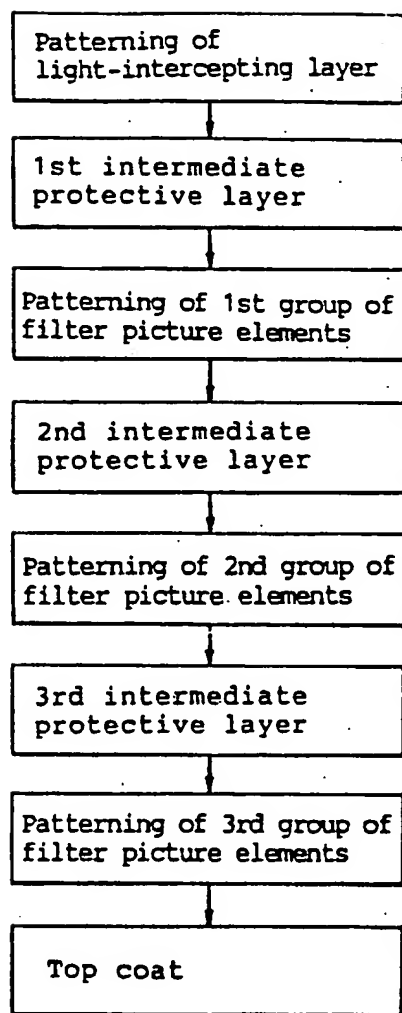 Patterning of
light-intercepting layer
1st intermediate
protective layer
Patterning of 1st group of
filter picture elements
2nd intermediate
protective layer
Patterning of 2nd group of
filter picture elements
3rd intermediate
protective layer
Patterning of 3rd group of
filter picture elements
Top coat